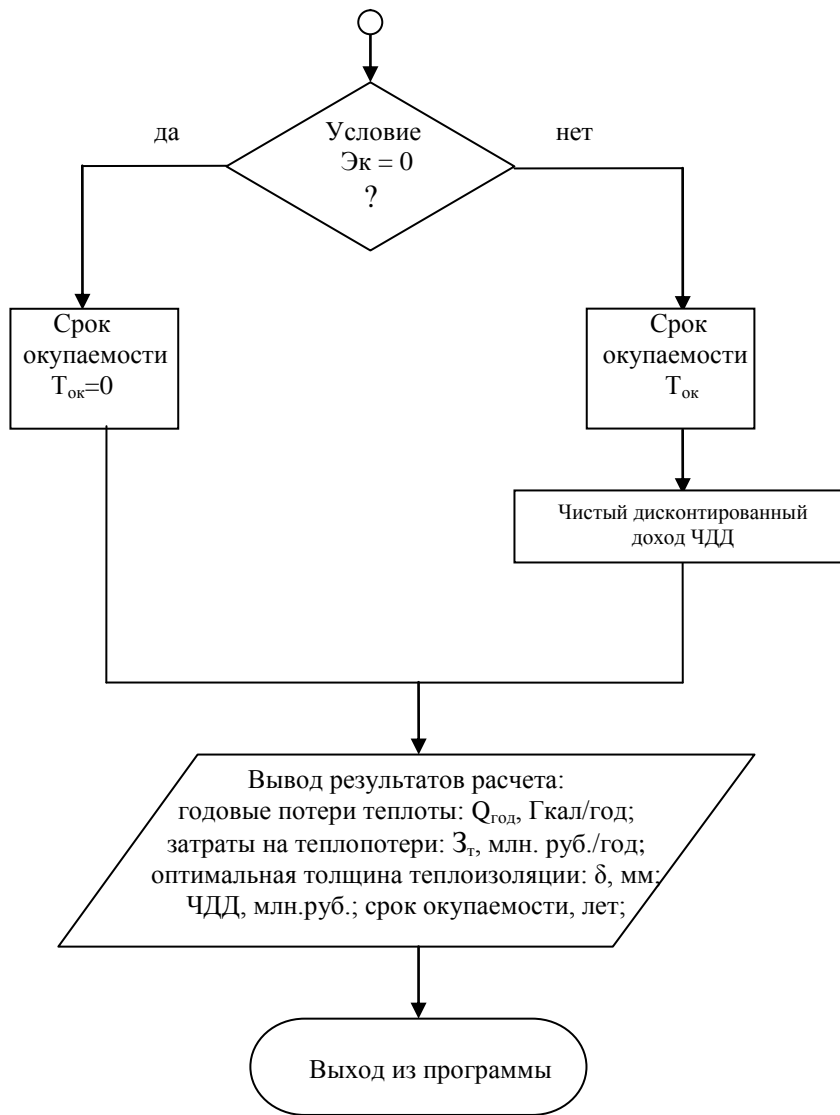 Условие
Эк = 0
?
да
нет
Срок
окупаемости
Tок=0
Срок
окупаемости
Tок
Чистый дисконтированный
доход ЧДД
Вывод результатов расчета:
годовые потери теплоты: Qгод, Гкал/год;
затраты на теплопотери: Зт, млн. руб./год;
оптимальная толщина теплоизоляции: δ, мм;
ЧДД, млн.руб.; срок окупаемости, лет;
Выход из программы